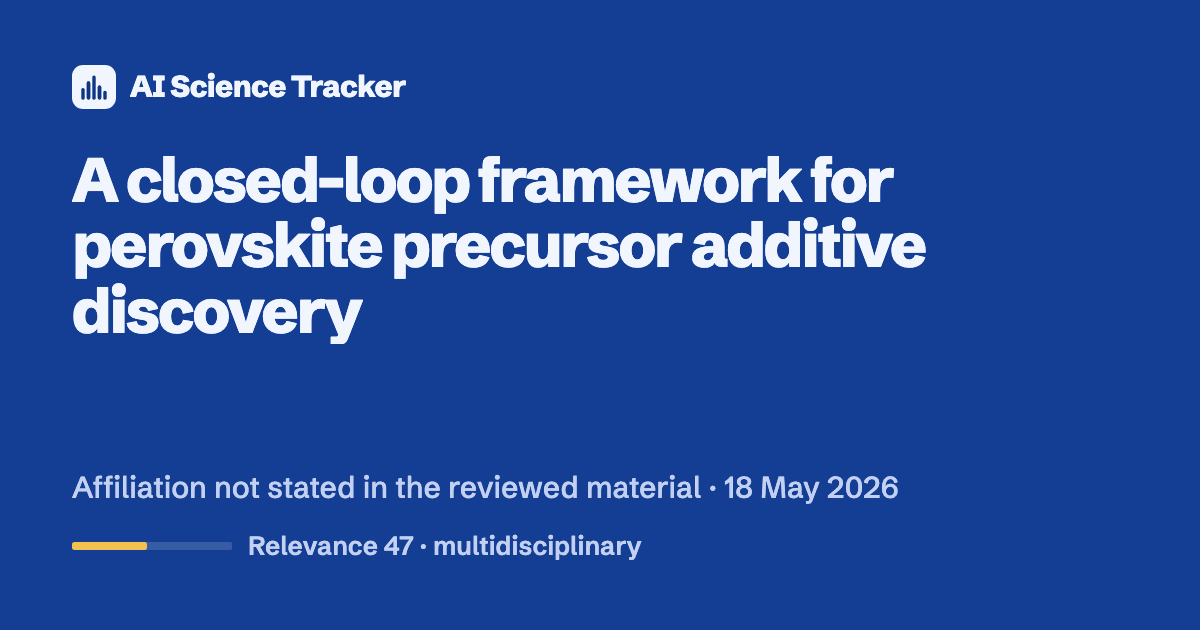 AI Science Tracker
A closed-loop framework for
perovskite precursor additive
discovery
Affiliation not stated in the reviewed material · 18 May 2026
Relevance 47 · multidisciplinary